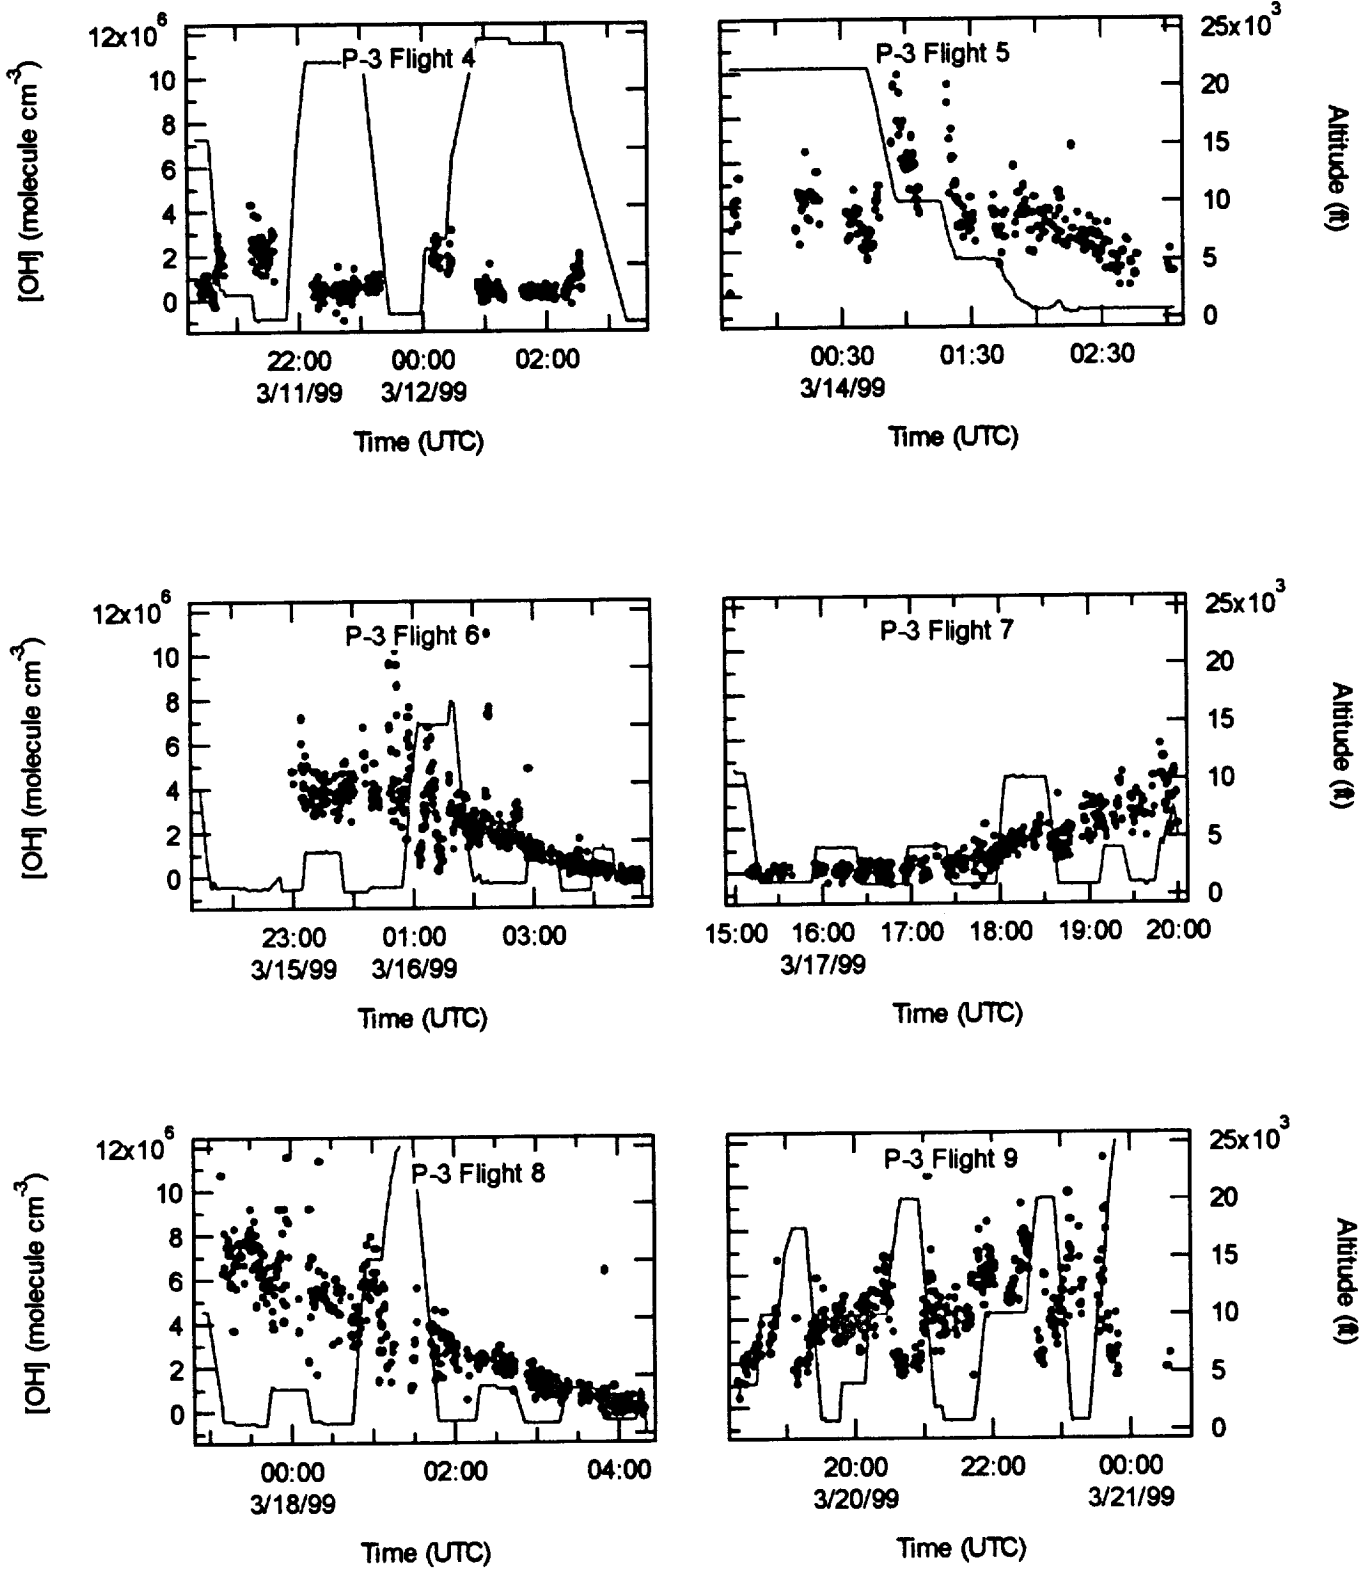 12x10^6
10
8
6
4
2
0
[OH] (molecule cm^-3)
P-3 Flight 4
22:00
00:00
02:00
3/11/99
3/12/99
Time (UTC)
P-3 Flight 5
25x10^3
20
15
10
5
0
Altitude (ft)
00:30
01:30
02:30
3/14/99
Time (UTC)
12x10^6
10
8
6
4
2
0
[OH] (molecule cm^-3)
P-3 Flight 6
23:00
01:00
03:00
3/15/99
3/16/99
Time (UTC)
P-3 Flight 7
25x10^3
20
15
10
5
0
Altitude (ft)
15:00
16:00
17:00
18:00
19:00
20:00
3/17/99
Time (UTC)
12x10^6
10
8
6
4
2
0
[OH] (molecule cm^-3)
P-3 Flight 8
00:00
02:00
04:00
3/18/99
Time (UTC)
P-3 Flight 9
25x10^3
20
15
10
5
0
Altitude (ft)
20:00
22:00
00:00
3/20/99
3/21/99
Time (UTC)